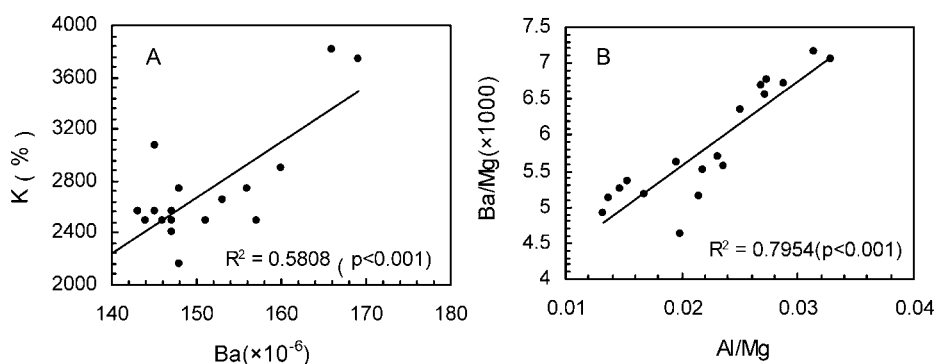 4000
3600
3200
2800
2400
2000
K ( % )
A
R² = 0.5808 ( p<0.001)
140 150 160 170 180
Ba(×10⁻⁶)
7.5
7
6.5
6
5.5
5
4.5
4
Ba/Mg(×1000)
B
R² = 0.7954(p<0.001)
0.01 0.02 0.03 0.04
Al/Mg